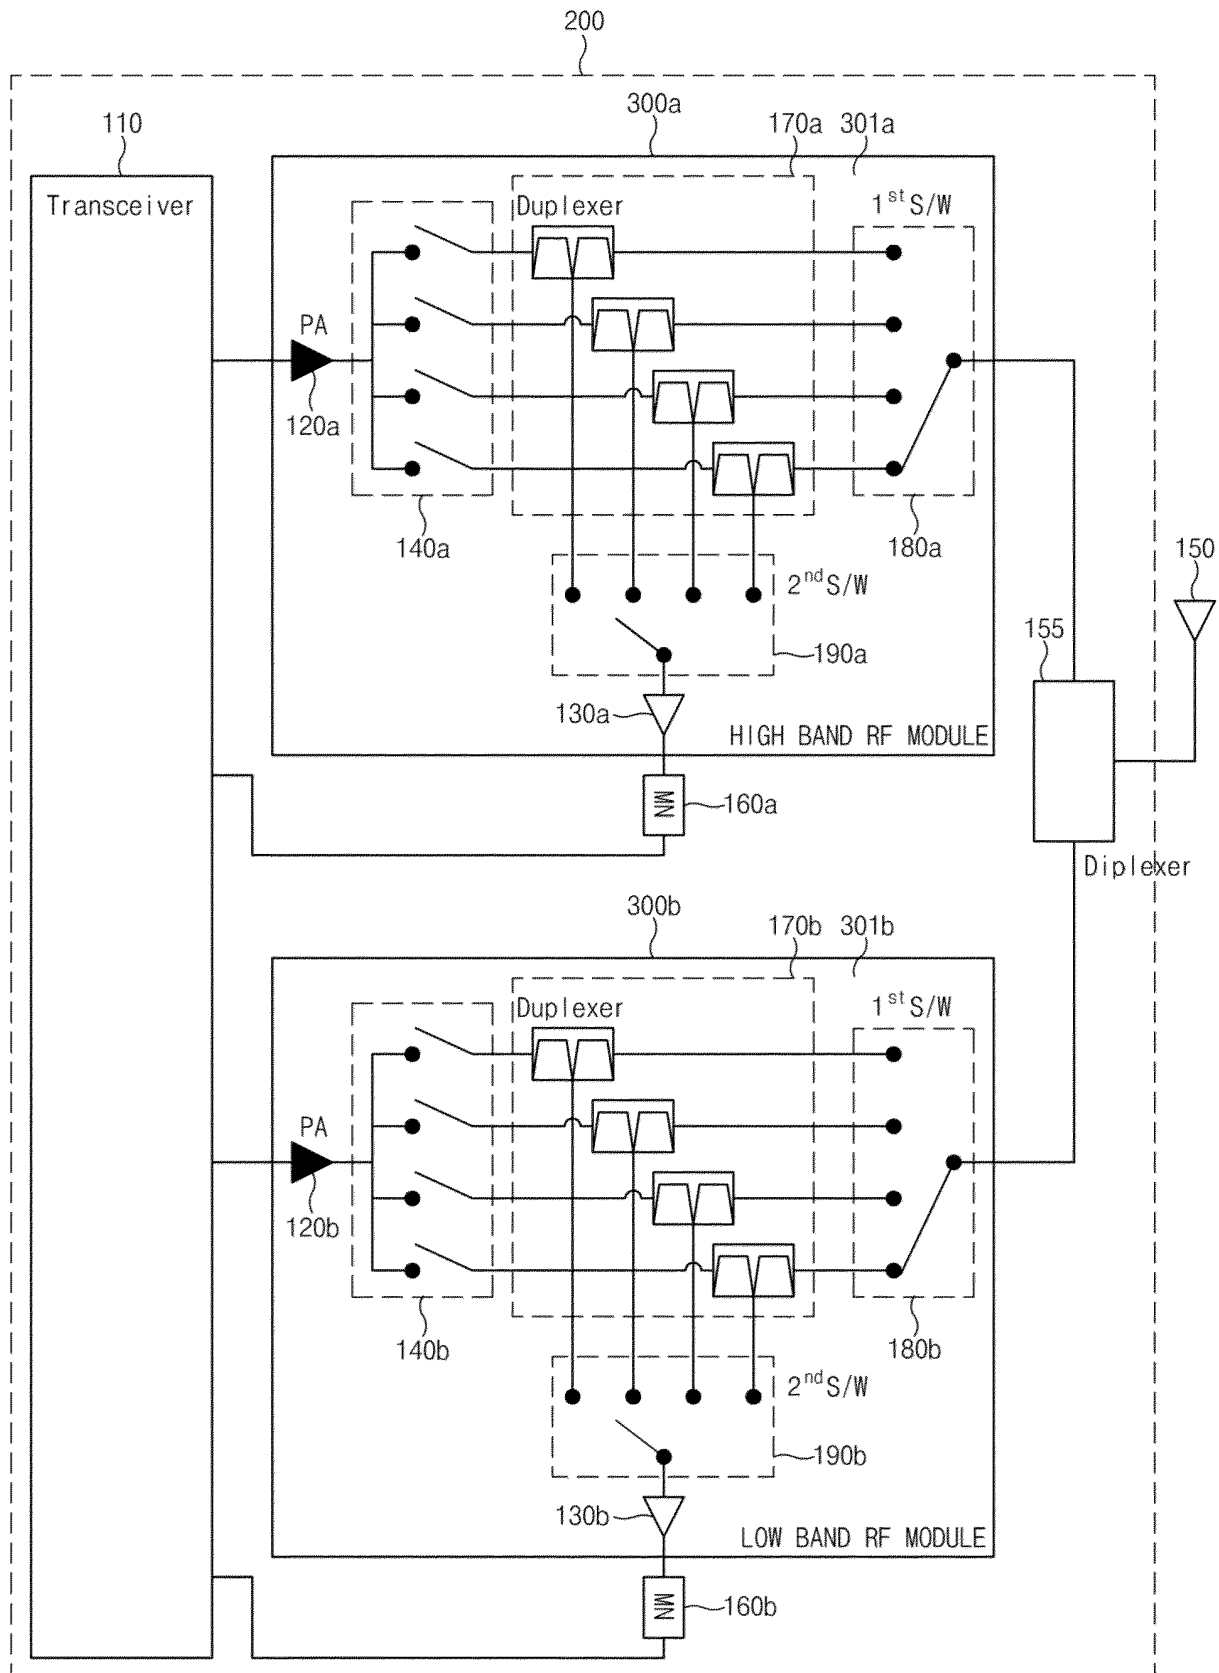 200
300a
170a
301a
110
Transceiver
Duplexer
1st S/W
PA
120a
140a
180a
2nd S/W
190a
130a
HIGH BAND RF MODULE
MN
160a
150
155
Diplexer
300b
170b
301b
Duplexer
1st S/W
PA
120b
140b
180b
2nd S/W
190b
130b
LOW BAND RF MODULE
MN
160b